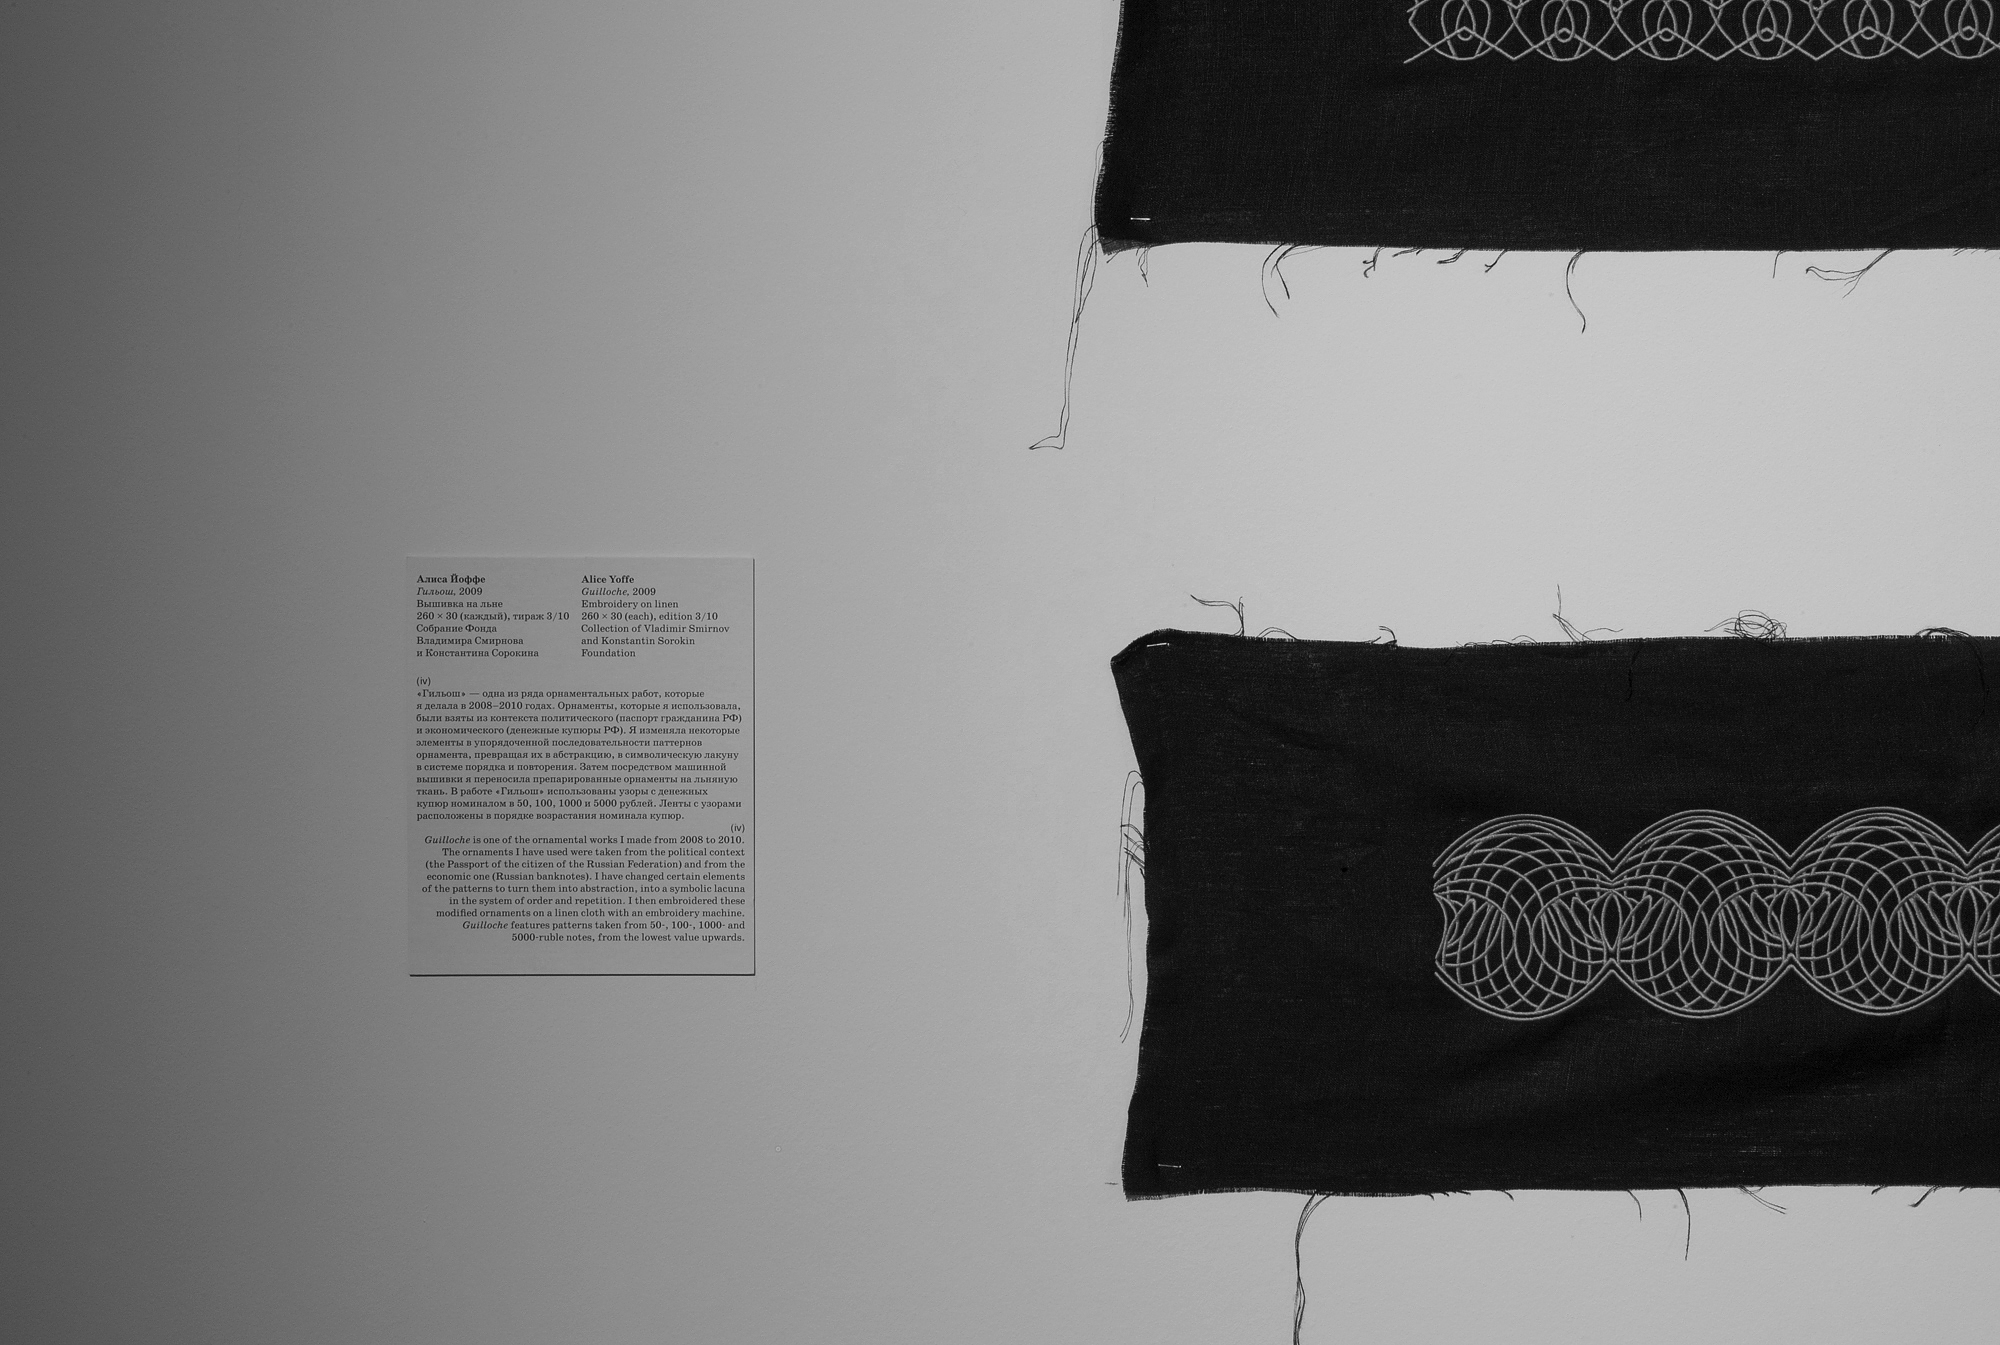 Алиса Йоффе
Гильош, 2009
Вышивка на льне
260 × 30 (каждый), тираж 3/10
Собрание Фонда
Владимира Смирнова
и Константина Сорокина
Alice Yoffe
Guilloche, 2009
Embroidery on linen
260 × 30 (each), edition 3/10
Collection of Vladimir Smirnov
and Konstantin Sorokin
Foundation
(iv)
«Гильош» — одна из ряда орнаментальных работ, которые
я делала в 2008–2010 годах. Орнаменты, которые я использовала,
были взяты из контекста политического (паспорт гражданина РФ)
и экономического (денежные купюры РФ). Я изменяла некоторые
элементы в упорядоченной последовательности паттернов
орнамента, превращая их в абстракцию, в символическую лакуну
в системе порядка и повторения. Затем посредством машинной
вышивки я переносила препарированные орнаменты на льняную
ткань. В работе «Гильош» использованы узоры с денежных
купюр номиналом в 50, 100, 1000 и 5000 рублей. Ленты с узорами
расположены в порядке возрастания номинала купюр.
(iv)
Guilloche is one of the ornamental works I made from 2008 to 2010.
The ornaments I have used were taken from the political context
(the Passport of the citizen of the Russian Federation) and from the
economic one (Russian banknotes). I have changed certain elements
of the patterns to turn them into abstraction, into a symbolic lacuna
in the system of order and repetition. I then embroidered these
modified ornaments on a linen cloth with an embroidery machine.
Guilloche features patterns taken from 50-, 100-, 1000- and
5000-ruble notes, from the lowest value upwards.